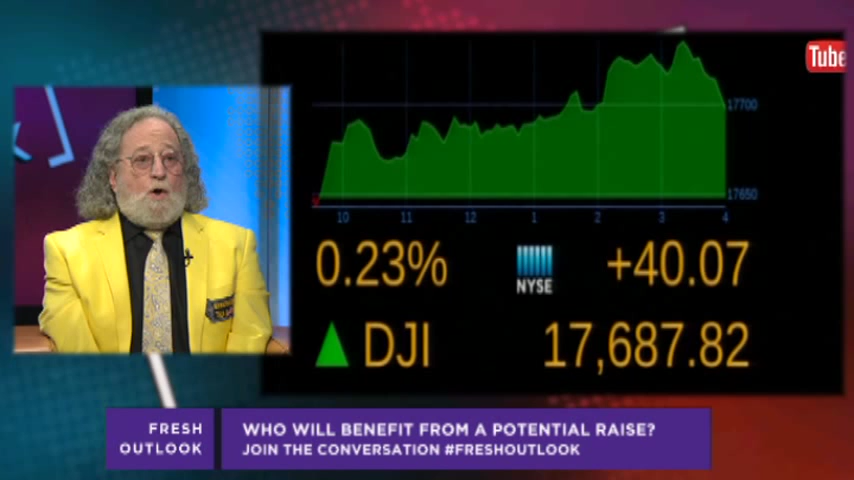 Tube
17700
17650
10 11 12 1 2 3 4
0.23%
NYSE
+40.07
DJI
17,687.82
FRESH
OUTLOOK
WHO WILL BENEFIT FROM A POTENTIAL RAISE?
JOIN THE CONVERSATION #FRESHOUTLOOK